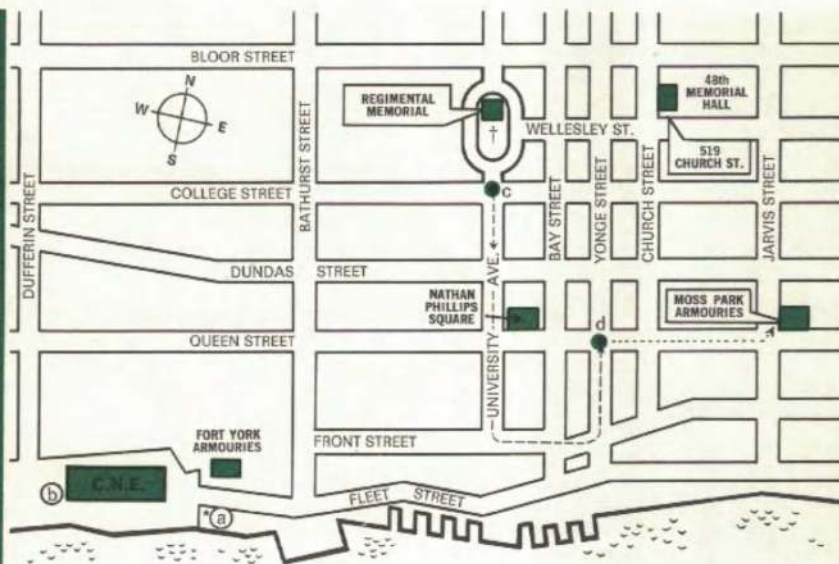 BLOOR STREET
N
W
E
S
REGIMENTAL
MEMORIAL
†
48th
MEMORIAL
HALL
WELLESLEY ST.
519
CHURCH ST.
COLLEGE STREET
c
DUFFERIN STREET
BATHURST STREET
BAY STREET
YONGE STREET
CHURCH STREET
JARVIS STREET
DUNDAS STREET
UNIVERSITY AVE.
NATHAN
PHILLIPS
SQUARE
d
MOSS PARK
ARMOURIES
QUEEN STREET
FORT YORK
ARMOURIES
FRONT STREET
C.N.E.
b
FLEET STREET
*a